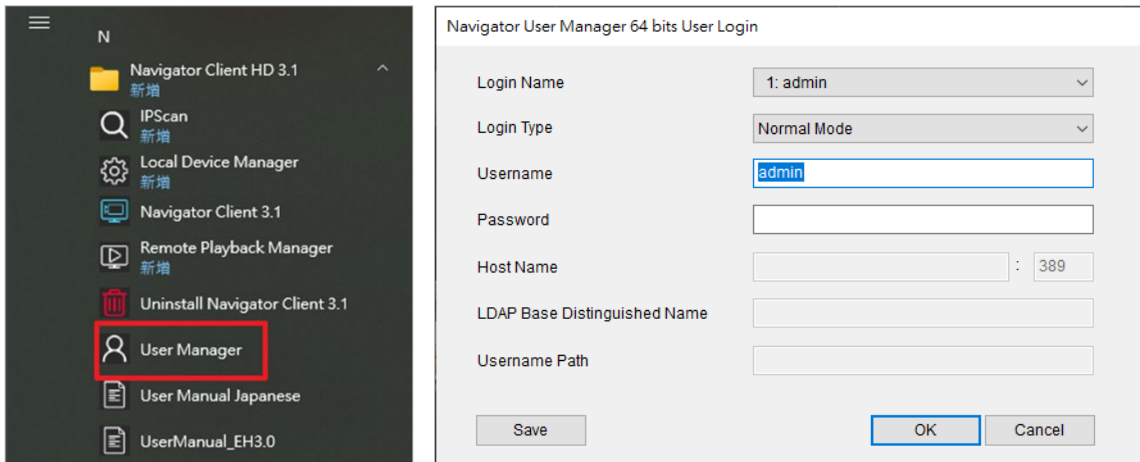 N
Navigator Client HD 3.1
新增
IPScan
新增
Local Device Manager
新增
Navigator Client 3.1
Remote Playback Manager
新增
Uninstall Navigator Client 3.1
User Manager
User Manual Japanese
UserManual_EH3.0
Navigator User Manager 64 bits User Login
Login Name
1: admin
Login Type
Normal Mode
Username
admin
Password
Host Name
: 389
LDAP Base Distinguished Name
Username Path
Save
OK
Cancel